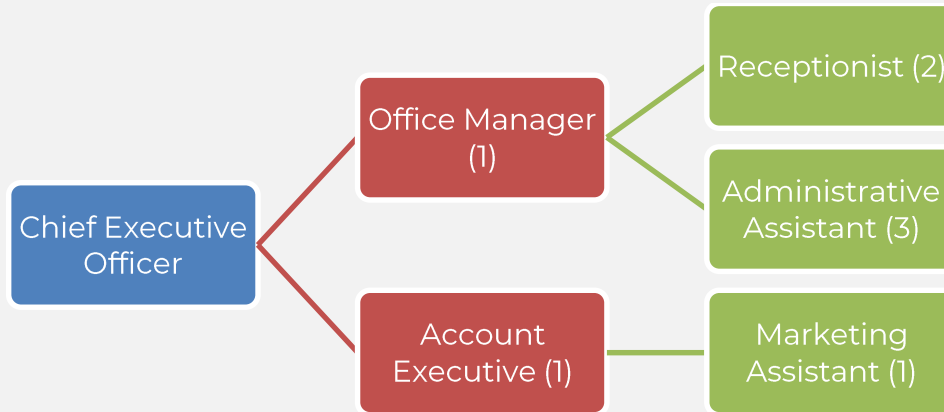 Chief Executive
Officer
Office Manager
(1)
Account
Executive (1)
Receptionist (2)
Administrative
Assistant (3)
Marketing
Assistant (1)